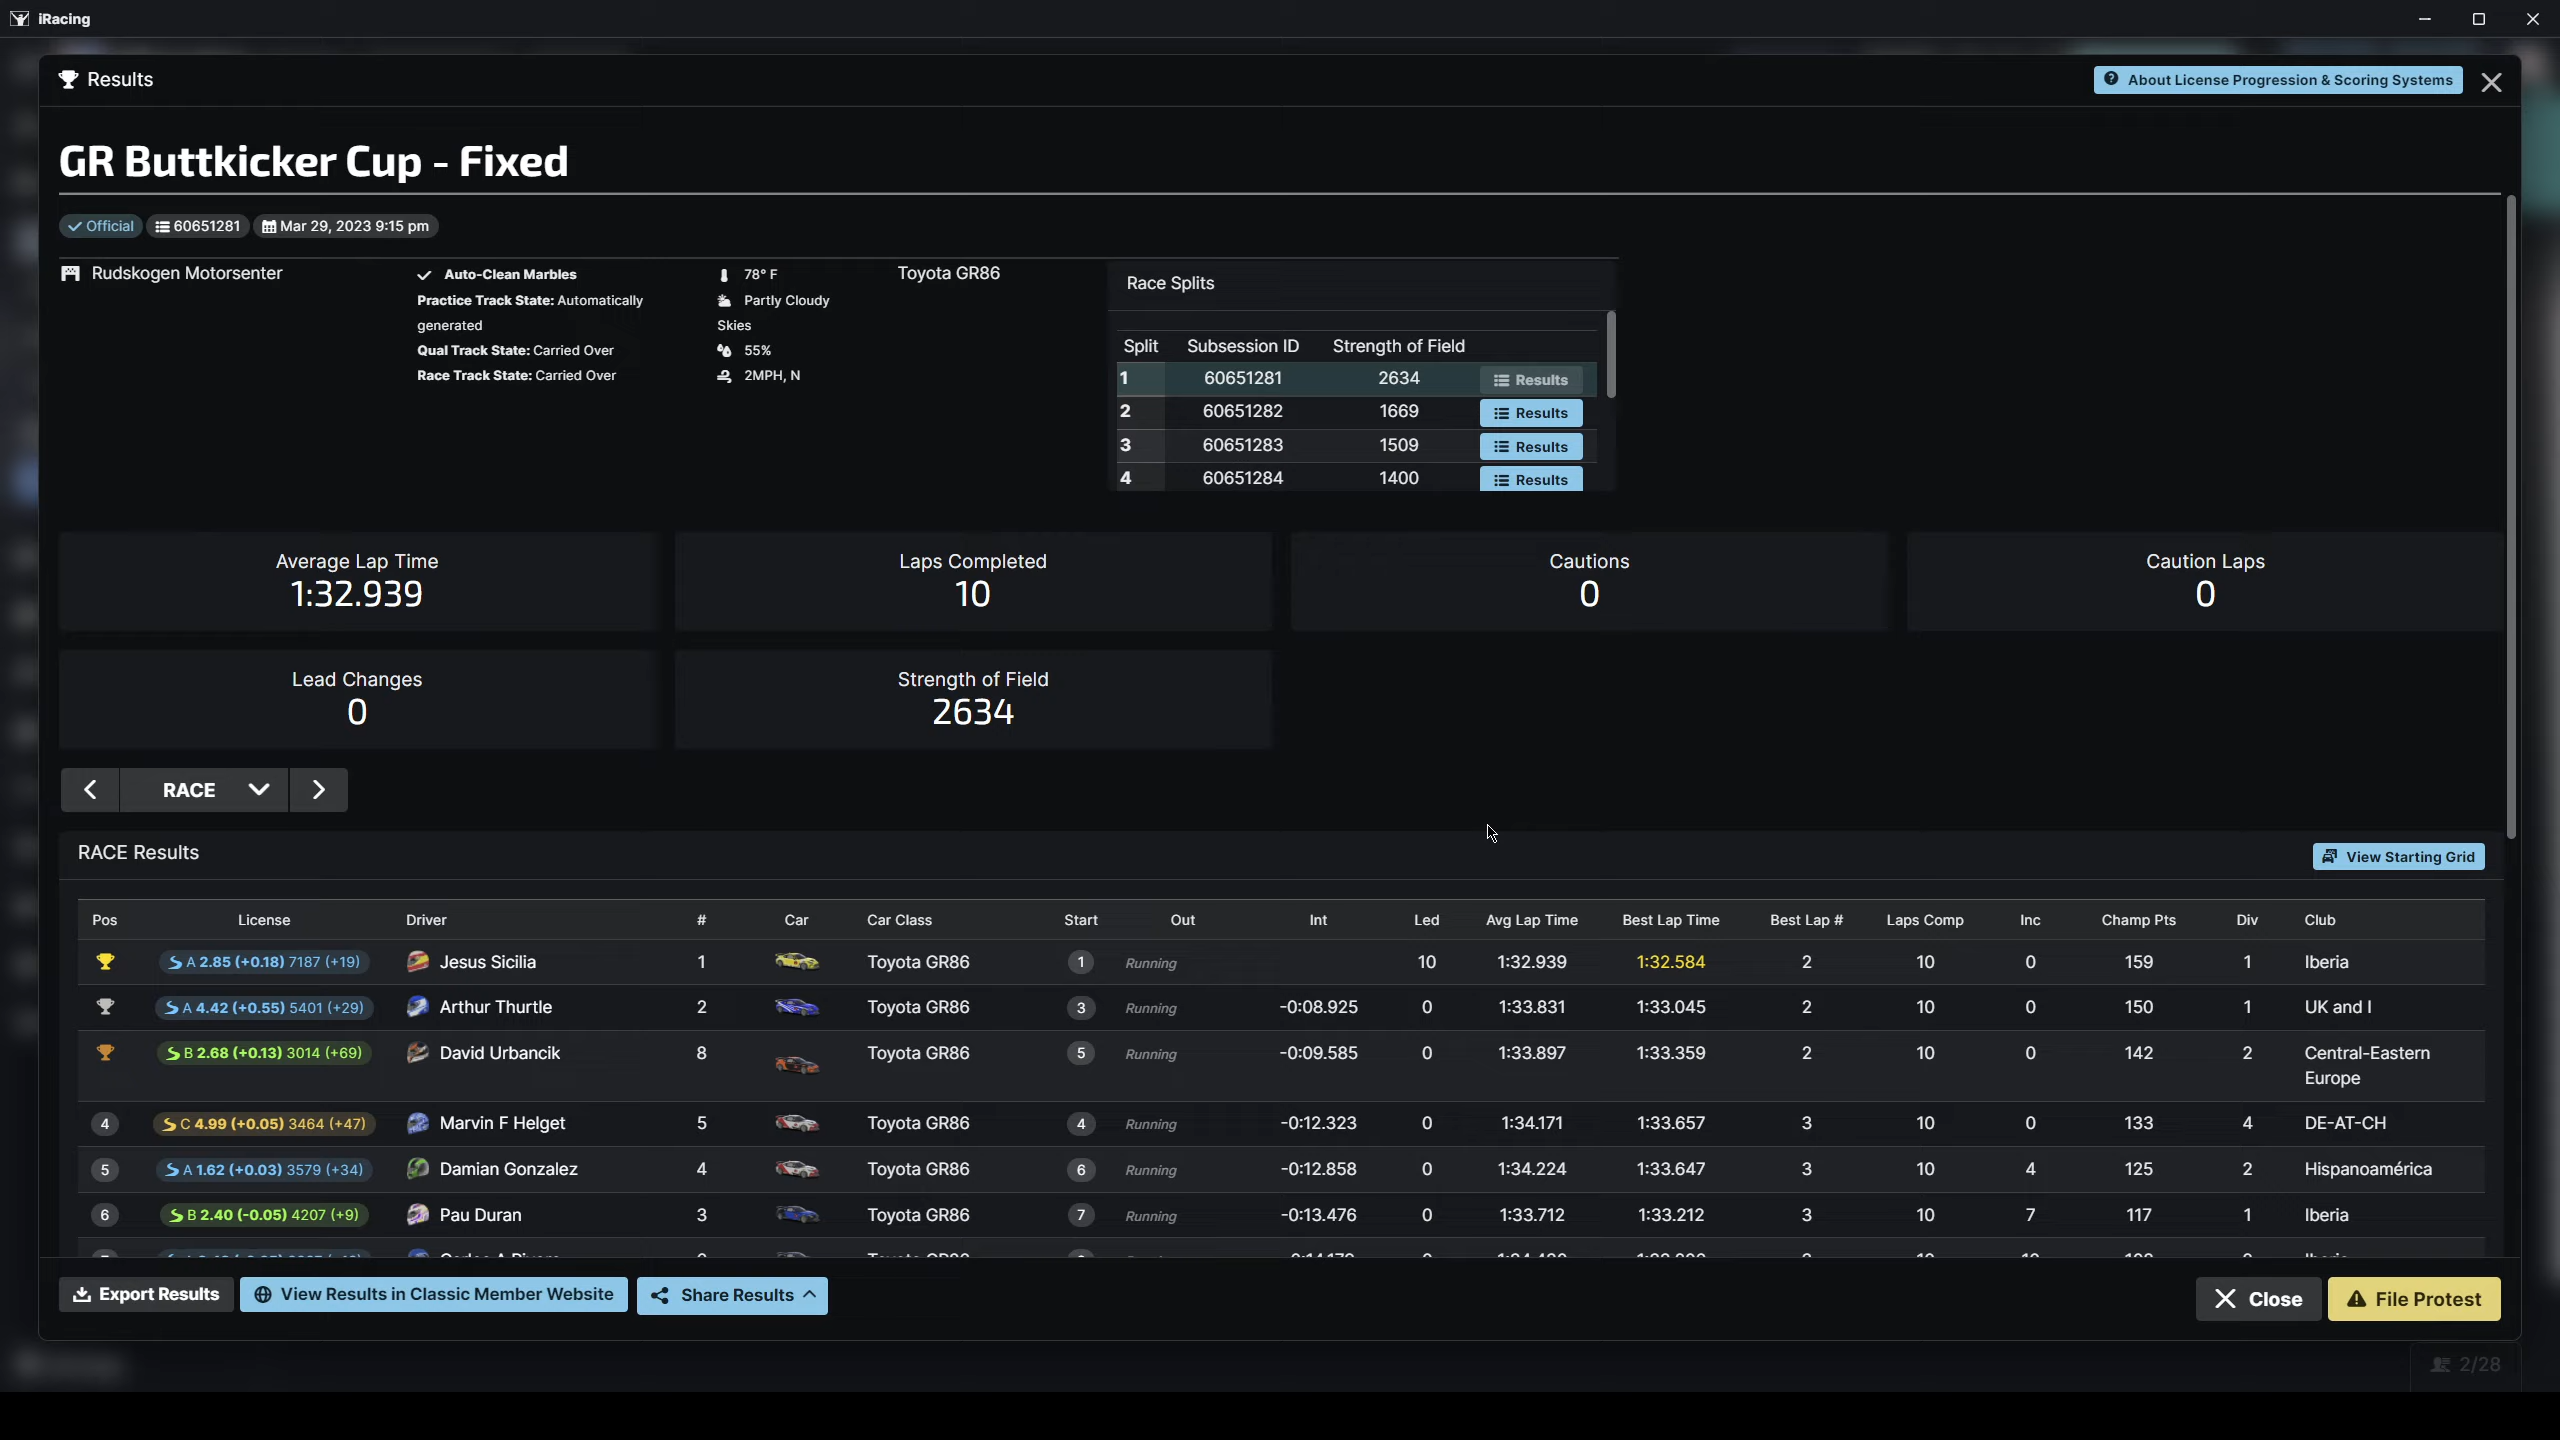 iRacing
Results
About License Progression & Scoring Systems
GR Buttkicker Cup - Fixed
Official 60651281 Mar 29, 2023 9:15 pm
Rudskogen Motorsenter
Auto-Clean Marbles
Practice Track State: Automatically
generated
Qual Track State: Carried Over
Race Track State: Carried Over
78° F
Partly Cloudy
Skies
55%
2MPH, N
Toyota GR86
Race Splits
Split Subsession ID Strength of Field
1 60651281 2634 Results
2 60651282 1669 Results
3 60651283 1509 Results
4 60651284 1400 Results
Average Lap Time
1:32.939
Laps Completed
10
Cautions
0
Caution Laps
0
Lead Changes
0
Strength of Field
2634
RACE
RACE Results
View Starting Grid
Pos License Driver # Car Car Class Start Out Int Led Avg Lap Time Best Lap Time Best Lap # Laps Comp Inc Champ Pts Div Club
A 2.85 (+0.18) 7187 (+19) Jesus Sicilia 1 Toyota GR86 1 Running 10 1:32.939 1:32.584 2 10 0 159 1 Iberia
A 4.42 (+0.55) 5401 (+29) Arthur Thurtle 2 Toyota GR86 3 Running -0:08.925 0 1:33.831 1:33.045 2 10 0 150 1 UK and I
B 2.68 (+0.13) 3014 (+69) David Urbancik 8 Toyota GR86 5 Running -0:09.585 0 1:33.897 1:33.359 2 10 0 142 2 Central-Eastern
Europe
4 C 4.99 (+0.05) 3464 (+47) Marvin F Helget 5 Toyota GR86 4 Running -0:12.323 0 1:34.171 1:33.657 3 10 0 133 4 DE-AT-CH
5 A 1.62 (+0.03) 3579 (+34) Damian Gonzalez 4 Toyota GR86 6 Running -0:12.858 0 1:34.224 1:33.647 3 10 4 125 2 Hispanoamérica
6 B 2.40 (-0.05) 4207 (+9) Pau Duran 3 Toyota GR86 7 Running -0:13.476 0 1:33.712 1:33.212 3 10 7 117 1 Iberia
Export Results
View Results in Classic Member Website
Share Results
Close
File Protest
2/28